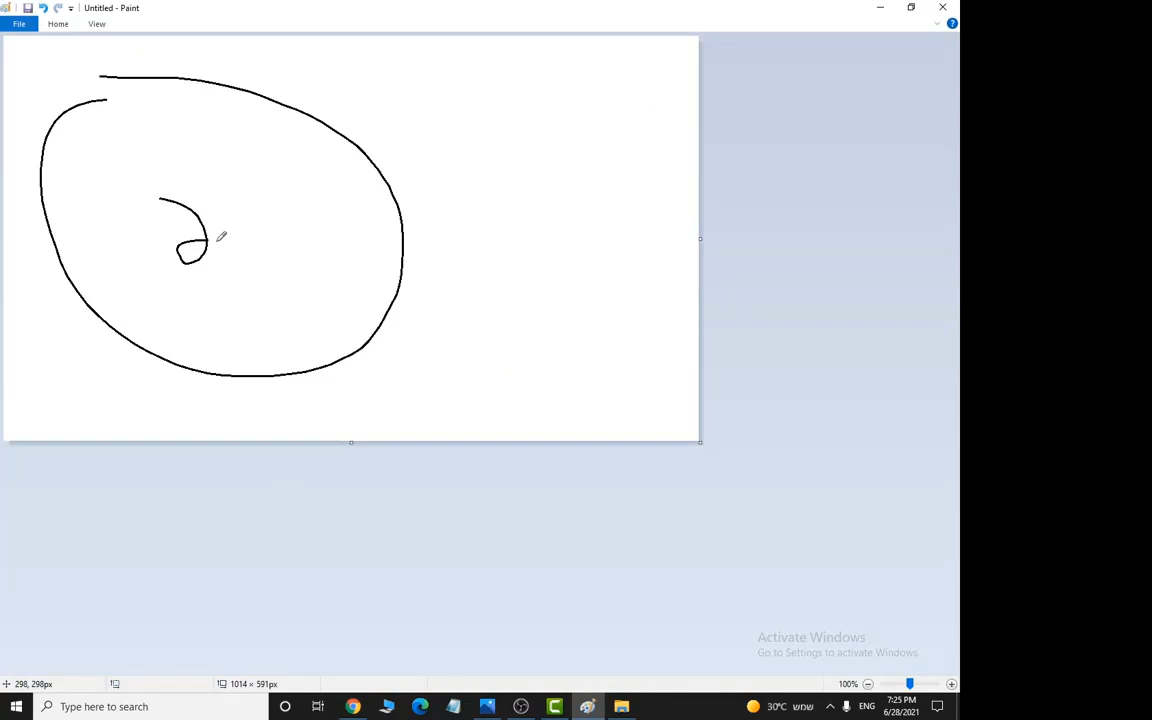 Untitled - Paint
File Home View
Activate Windows
Go to Settings to activate Windows.
298, 298px 1014 × 591px 100%
Type here to search 30°C שמשי ENG 7:25 PM
6/28/2021